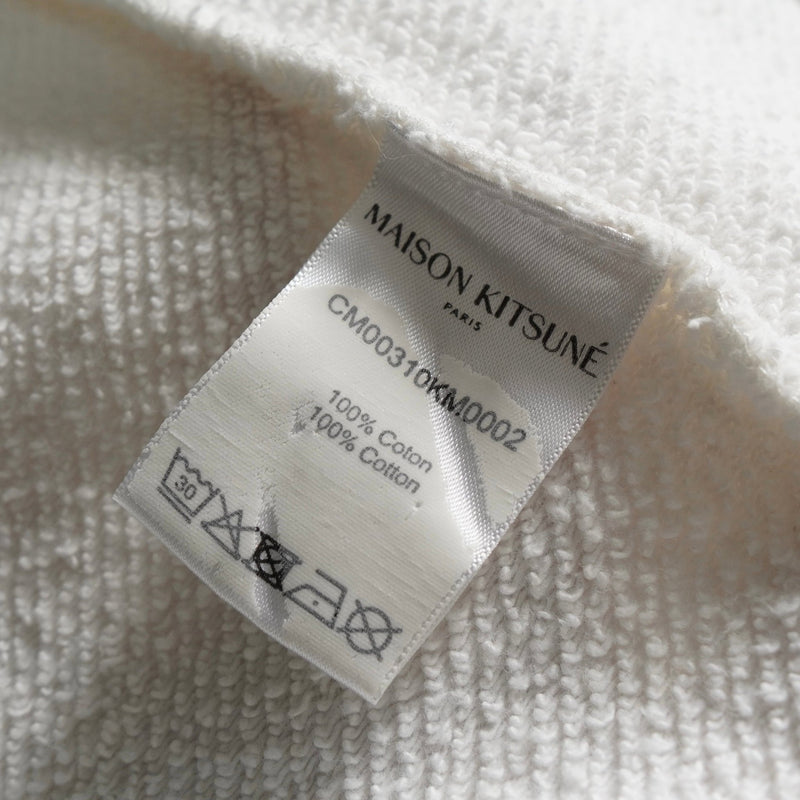 MAISON KITSUNÉ
PARIS
CM00310KM0002
100% Coton
100% Cotton
30